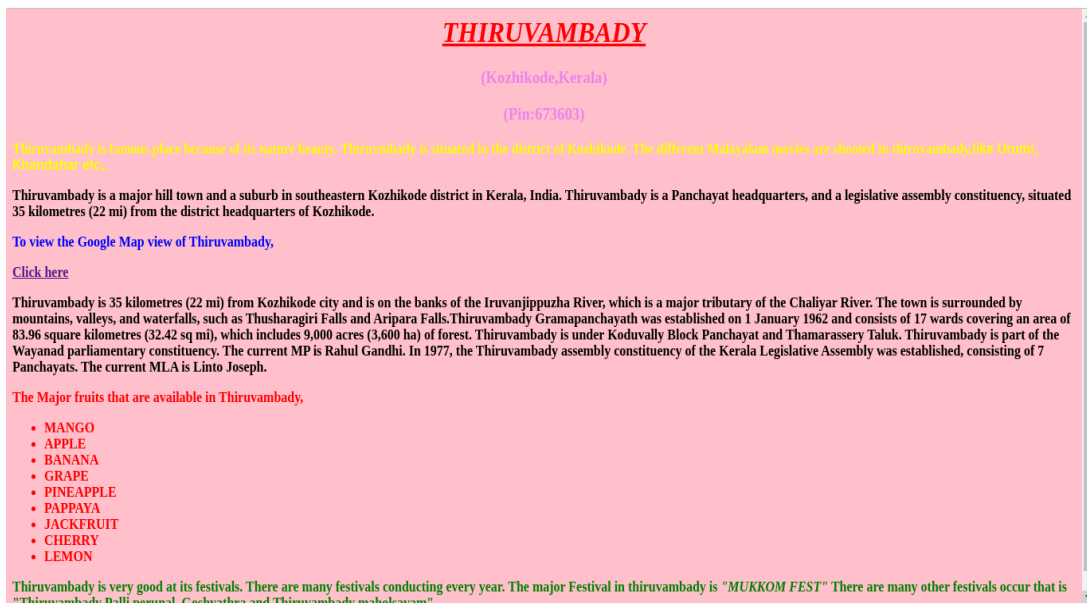 THIRUVAMBADY
(Kozhikode,Kerala)
(Pin:673603)
Thiruvambady is famous place because of its nature beauty. Thiruvmbady is situated in the district of Kozhikode. The different Malayalam movies are shooted in thiruvambady.like Urumi,
Khandahar etc,.
Thiruvambady is a major hill town and a suburb in southeastern Kozhikode district in Kerala, India. Thiruvambady is a Panchayat headquarters, and a legislative assembly constituency, situated
35 kilometres (22 mi) from the district headquarters of Kozhikode.
To view the Google Map view of Thiruvambady,
Click here
Thiruvambady is 35 kilometres (22 mi) from Kozhikode city and is on the banks of the Iruvanjippuzha River, which is a major tributary of the Chaliyar River. The town is surrounded by
mountains, valleys, and waterfalls, such as Thusharagiri Falls and Aripara Falls.Thiruvambady Gramapanchayath was established on 1 January 1962 and consists of 17 wards covering an area of
83.96 square kilometres (32.42 sq mi), which includes 9,000 acres (3,600 ha) of forest. Thiruvambady is under Koduvally Block Panchayat and Thamarassery Taluk. Thiruvambady is part of the
Wayanad parliamentary constituency. The current MP is Rahul Gandhi. In 1977, the Thiruvambady assembly constituency of the Kerala Legislative Assembly was established, consisting of 7
Panchayats. The current MLA is Linto Joseph.
The Major fruits that are available in Thiruvambady,
• MANGO
• APPLE
• BANANA
• GRAPE
• PINEAPPLE
• PAPPAYA
• JACKFRUIT
• CHERRY
• LEMON
Thiruvambady is very good at its festivals. There are many festivals conducting every year. The major Festival in thiruvambady is "MUKKOM FEST" There are many other festivals occur that is
"Thiruvambady Palli perunal, Goshyathra and Thiruvambady maholsavam"